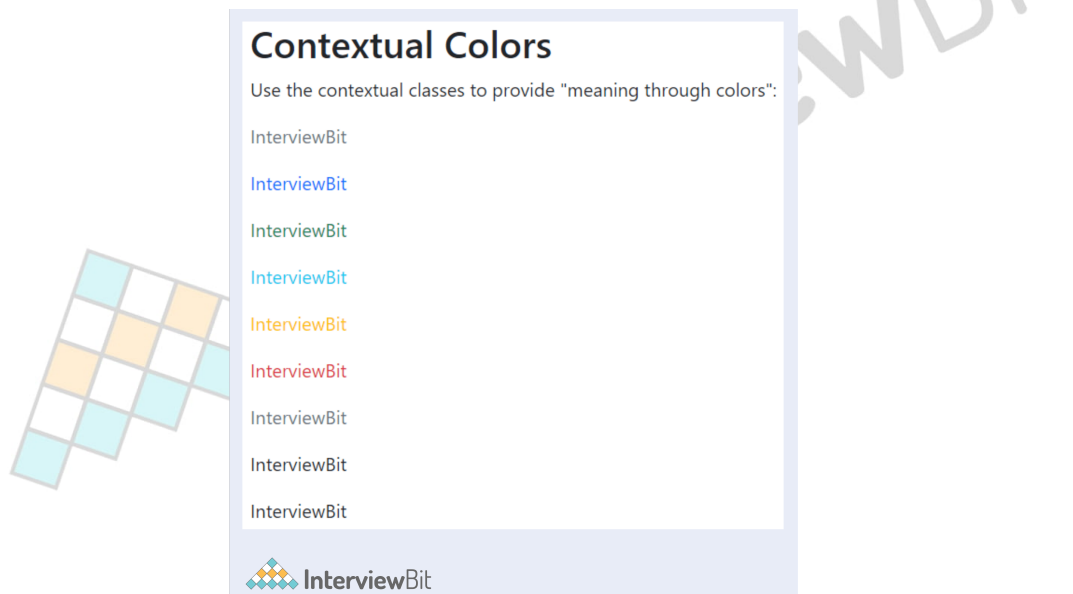 Contextual Colors
Use the contextual classes to provide "meaning through colors":
InterviewBit
InterviewBit
InterviewBit
InterviewBit
InterviewBit
InterviewBit
InterviewBit
InterviewBit
InterviewBit
InterviewBit